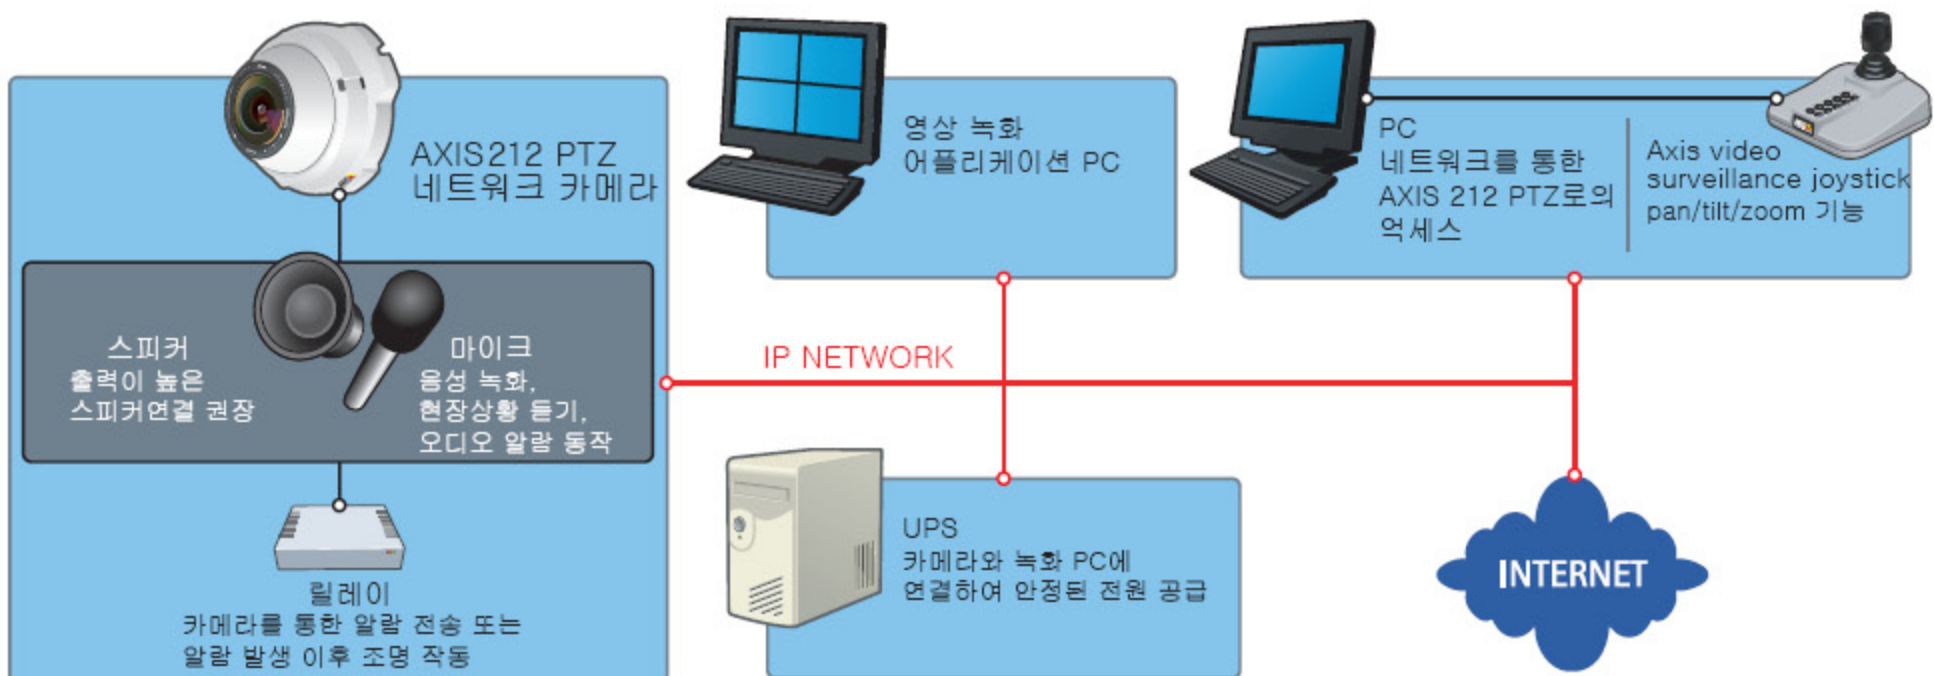 AXIS212 PTZ
네트워크 카메라
스피커
출력이 높은
스피커연결 권장
마이크
음성 녹화,
현장상황 듣기,
오디오 알람 동작
릴레이
카메라를 통한 알람 전송 또는
알람 발생 이후 조명 작동
영상 녹화
어플리케이션 PC
PC
네트워크를 통한
AXIS 212 PTZ로의
억세스
Axis video
surveillance joystick
pan/tilt/zoom 기능
IP NETWORK
UPS
카메라와 녹화 PC에
연결하여 안정된 전원 공급
INTERNET